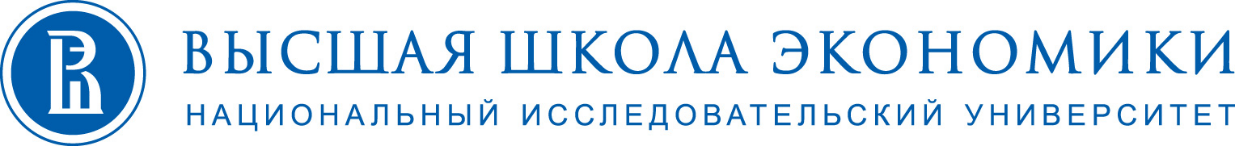 ВЫСШАЯ ШКОЛА ЭКОНОМИКИ
НАЦИОНАЛЬНЫЙ ИССЛЕДОВАТЕЛЬСКИЙ УНИВЕРСИТЕТ